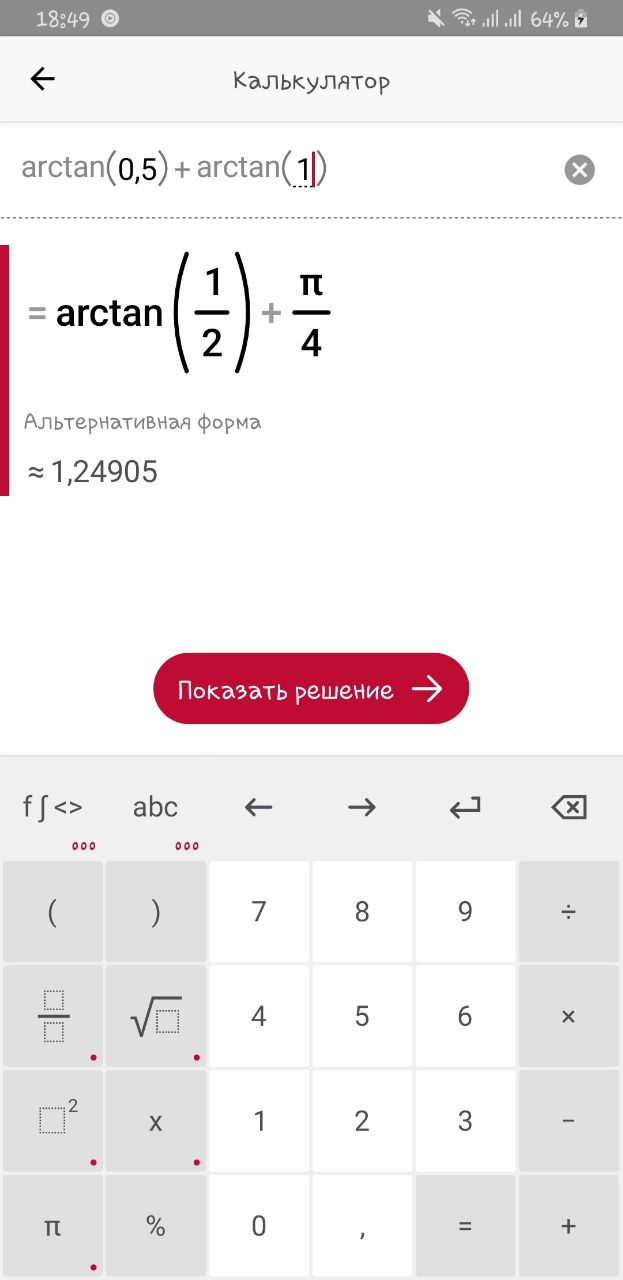 18:49 64%
Калькулятор
arctan(0,5) + arctan(1)
= arctan(1/2) + π/4
Альтернативная форма
≈ 1,24905
Показать решение →
f∫<> abc ← → ↵ ⌫
( ) 7 8 9 ÷
√ 4 5 6 ×
2 x 1 2 3 −
π % 0 , = +